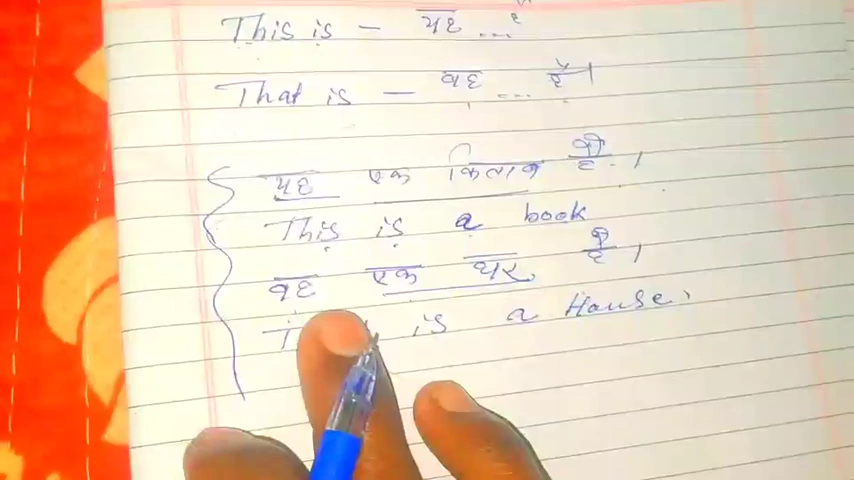 This is – यह ...
That is – वह ... है।
यह एक किताब है।
This is a book
वह एक घर है।
is a House.